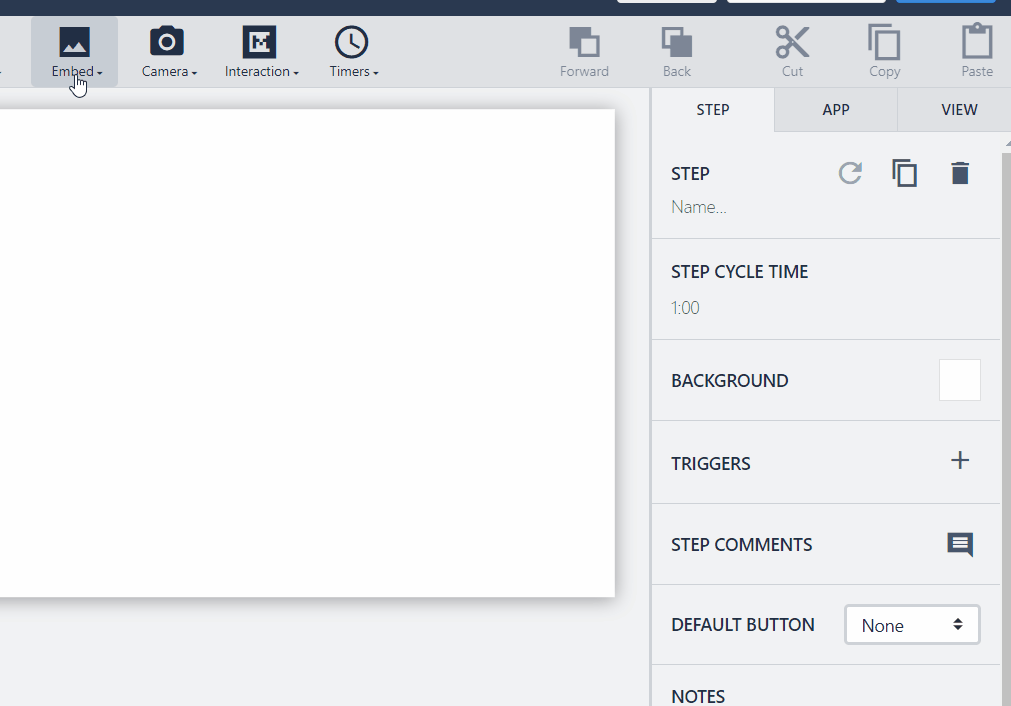 Embed Camera Interaction Timers Forward Back Cut Copy Paste
STEP APP VIEW
STEP
Name...
STEP CYCLE TIME
1:00
BACKGROUND
TRIGGERS
STEP COMMENTS
DEFAULT BUTTON None
NOTES